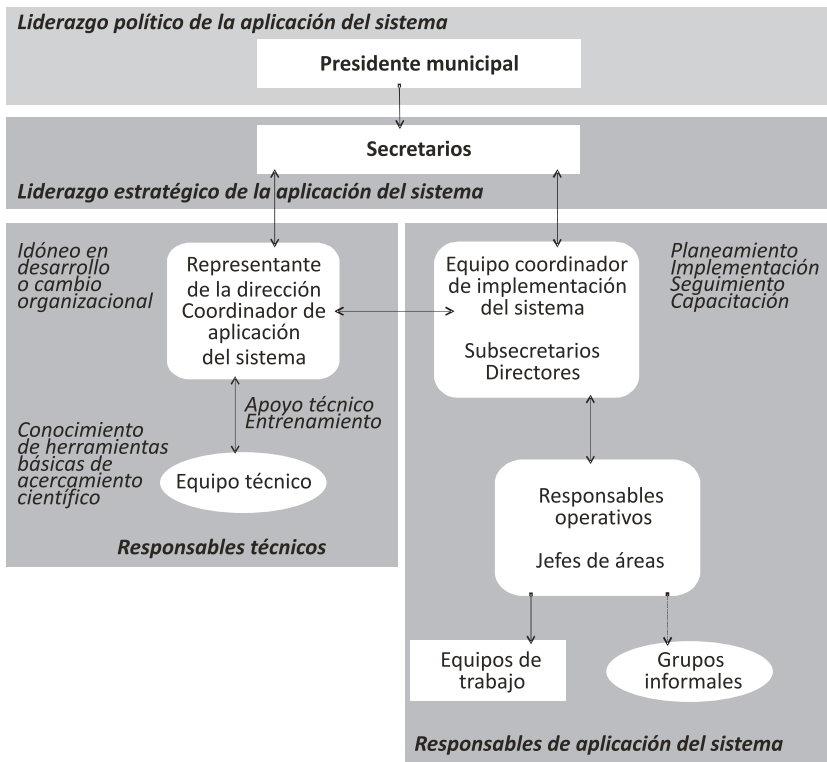 Liderazgo político de la aplicación del sistema
Presidente municipal
Secretarios
Liderazgo estratégico de la aplicación del sistema
Idóneo en
desarrollo
o cambio
organizacional
Representante
de la dirección
Coordinador de
aplicación
del sistema
Apoyo técnico
Entrenamiento
Conocimiento
de herramientas
básicas de
acercamiento
científico
Equipo técnico
Responsables técnicos
Equipo coordinador
de implementación
del sistema
Subsecretarios
Directores
Planeamiento
Implementación
Seguimiento
Capacitación
Responsables
operativos
Jefes de áreas
Equipos de
trabajo
Grupos
informales
Responsables de aplicación del sistema